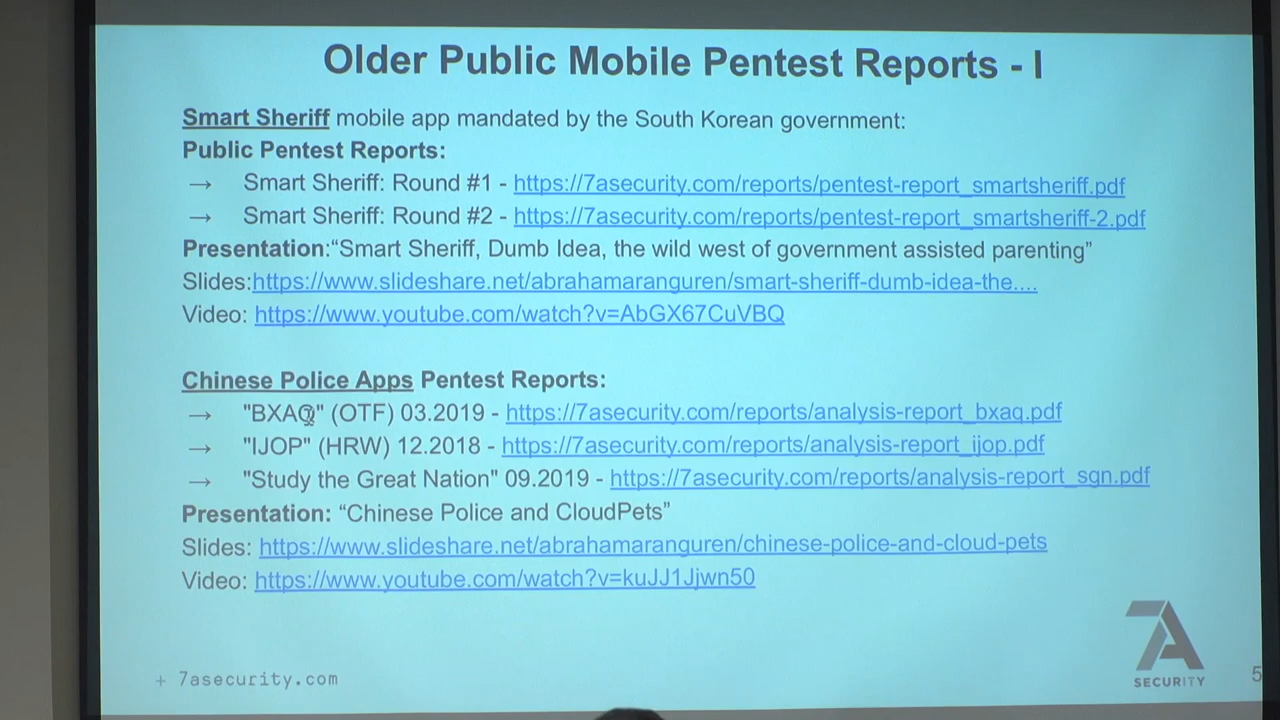 Older Public Mobile Pentest Reports - I
Smart Sheriff mobile app mandated by the South Korean government:
Public Pentest Reports:
→ Smart Sheriff: Round #1 - https://7asecurity.com/reports/pentest-report_smartsheriff.pdf
→ Smart Sheriff: Round #2 - https://7asecurity.com/reports/pentest-report_smartsheriff-2.pdf
Presentation:“Smart Sheriff, Dumb Idea, the wild west of government assisted parenting”
Slides:https://www.slideshare.net/abrahamaranguren/smart-sheriff-dumb-idea-the....
Video: https://www.youtube.com/watch?v=AbGX67CuVBQ
Chinese Police Apps Pentest Reports:
→ "BXAQ" (OTF) 03.2019 - https://7asecurity.com/reports/analysis-report_bxaq.pdf
→ "IJOP" (HRW) 12.2018 - https://7asecurity.com/reports/analysis-report_ijop.pdf
→ "Study the Great Nation" 09.2019 - https://7asecurity.com/reports/analysis-report_sgn.pdf
Presentation: “Chinese Police and CloudPets”
Slides: https://www.slideshare.net/abrahamaranguren/chinese-police-and-cloud-pets
Video: https://www.youtube.com/watch?v=kuJJ1Jjwn50
7A
SECURITY
+ 7asecurity.com
5